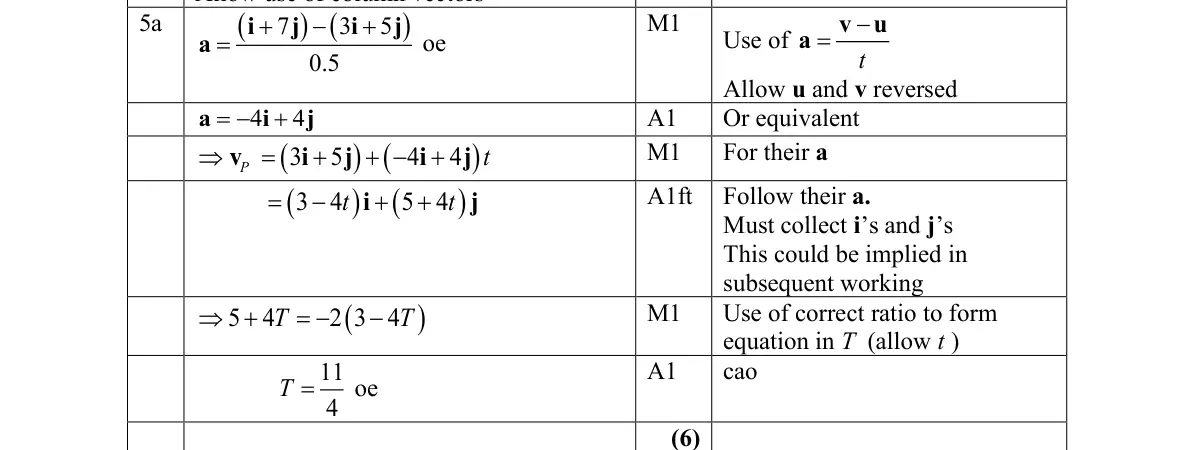 5a a = (i + 7j) − (3i + 5j) / 0.5 oe M1 Use of a = v − u / t
Allow u and v reversed
a = −4i + 4j A1 Or equivalent
⇒ v_P = (3i + 5j) + (−4i + 4j)t M1 For their a
= (3 − 4t)i + (5 + 4t)j A1ft Follow their a.
Must collect i’s and j’s
This could be implied in
subsequent working
⇒ 5 + 4T = −2(3 − 4T) M1 Use of correct ratio to form
equation in T (allow t )
T = 11/4 oe A1 cao
(6)